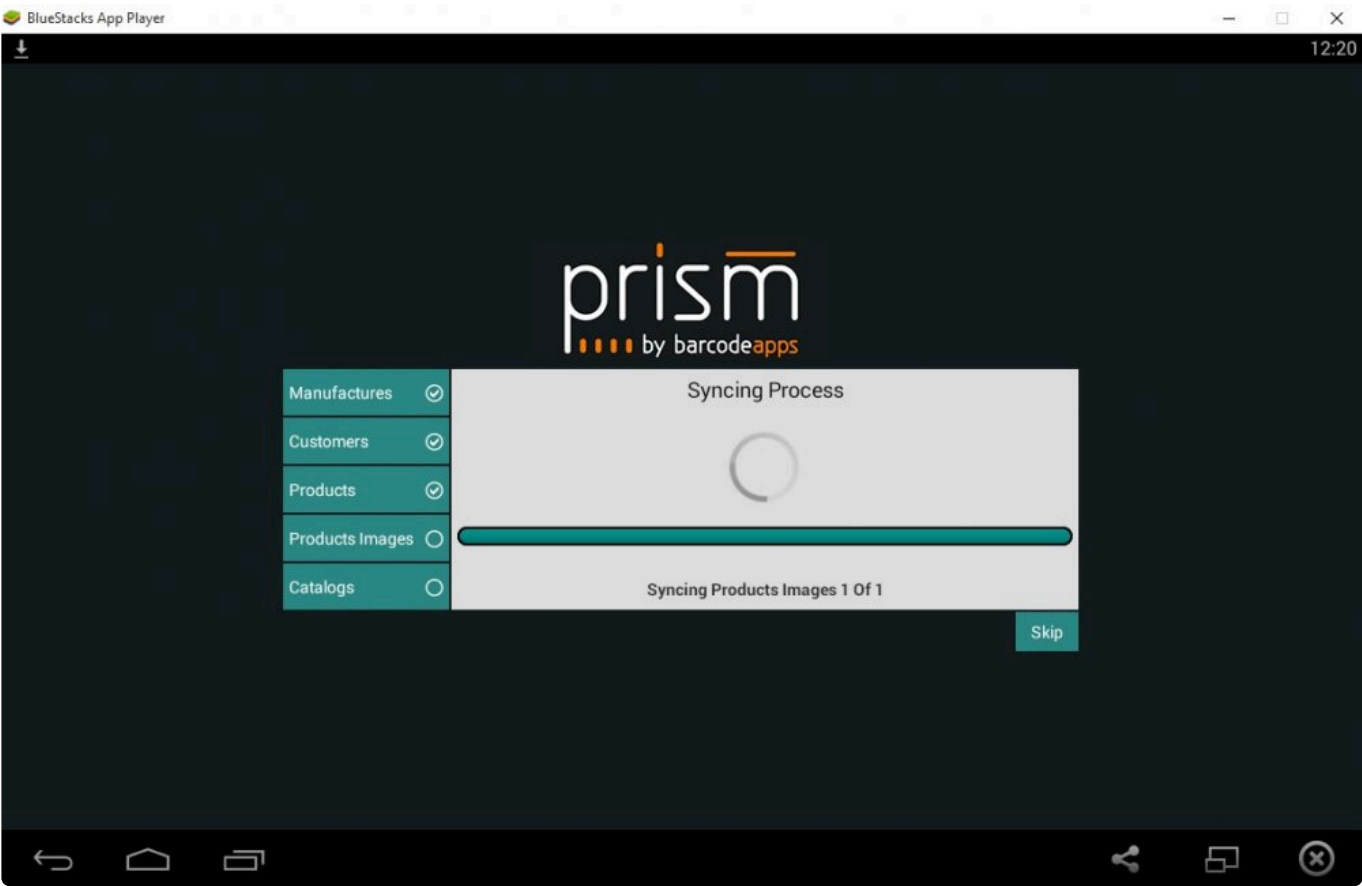 BlueStacks App Player
12:20
prism
by barcodeapps
Manufactures
Customers
Products
Products Images
Catalogs
Syncing Process
Syncing Products Images 1 Of 1
Skip